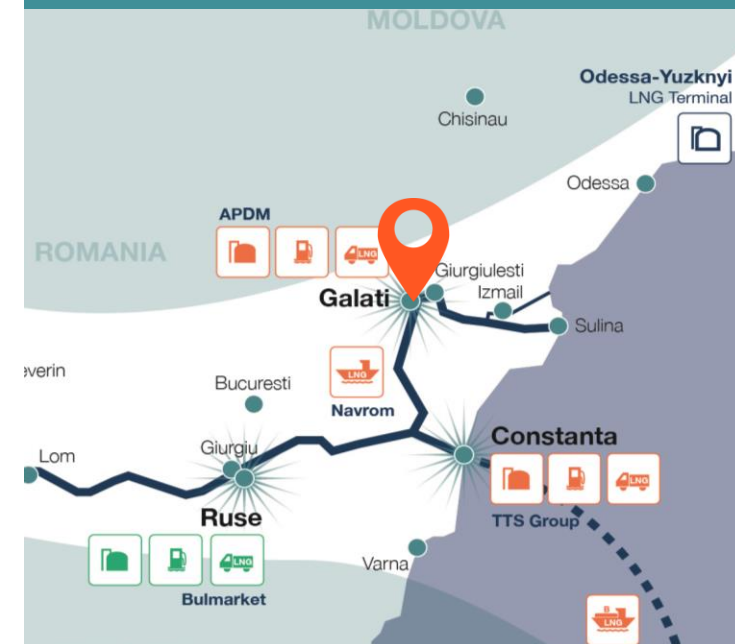 MOLDOVA
Odessa-Yuzknyi
LNG Terminal
Chisinau
Odessa
APDM
ROMANIA
LNG
Giurgiulesti
Galati
Izmail
Sulina
everin
LNG
Bucuresti
Navrom
Constanta
Lom
Giurgiu
LNG
Ruse
TTS Group
LNG
Varna
Bulmarket
LNG